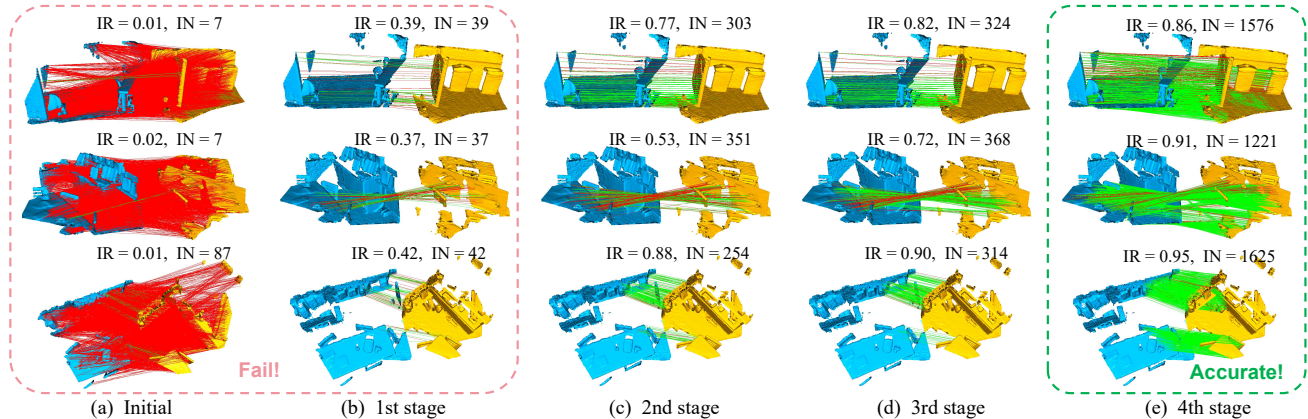 IR = 0.01, IN = 7
IR = 0.39, IN = 39
IR = 0.77, IN = 303
IR = 0.82, IN = 324
IR = 0.86, IN = 1576
IR = 0.02, IN = 7
IR = 0.37, IN = 37
IR = 0.53, IN = 351
IR = 0.72, IN = 368
IR = 0.91, IN = 1221
IR = 0.01, IN = 87
IR = 0.42, IN = 42
IR = 0.88, IN = 254
IR = 0.90, IN = 314
IR = 0.95, IN = 1625
Fail!
Accurate!
(a) Initial
(b) 1st stage
(c) 2nd stage
(d) 3rd stage
(e) 4th stage